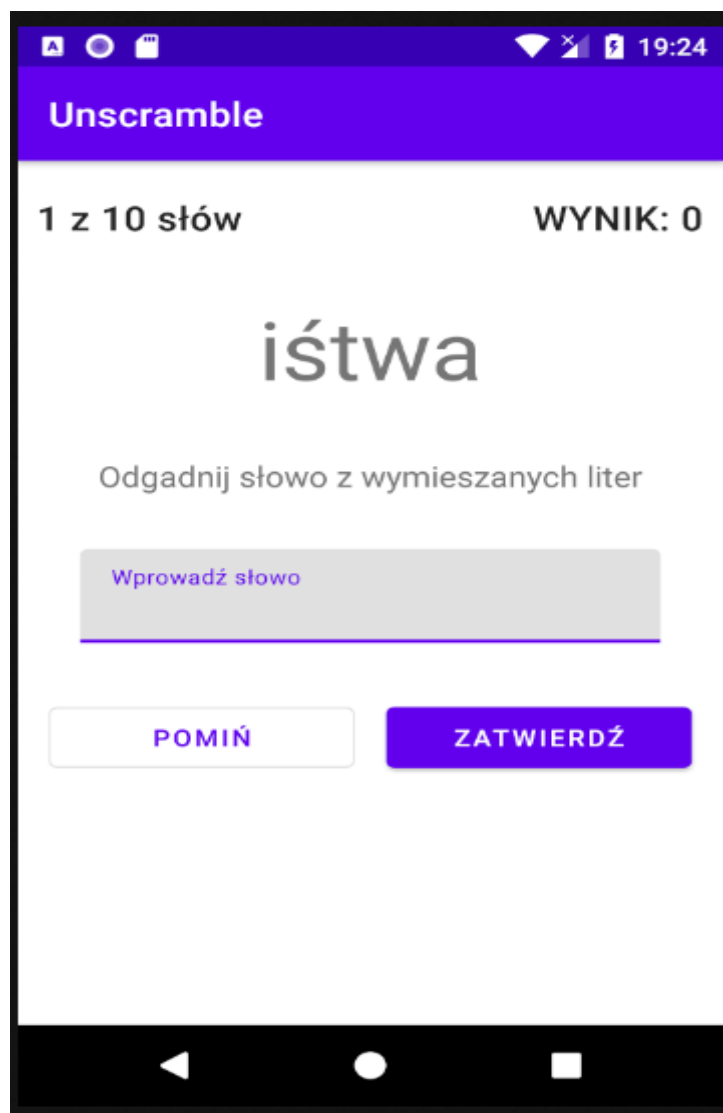 19:24
Unscramble
1 z 10 słów WYNIK: 0
iśtwa
Odgadnij słowo z wymieszanych liter
Wprowadź słowo
POMIŃ ZATWIERDŹ